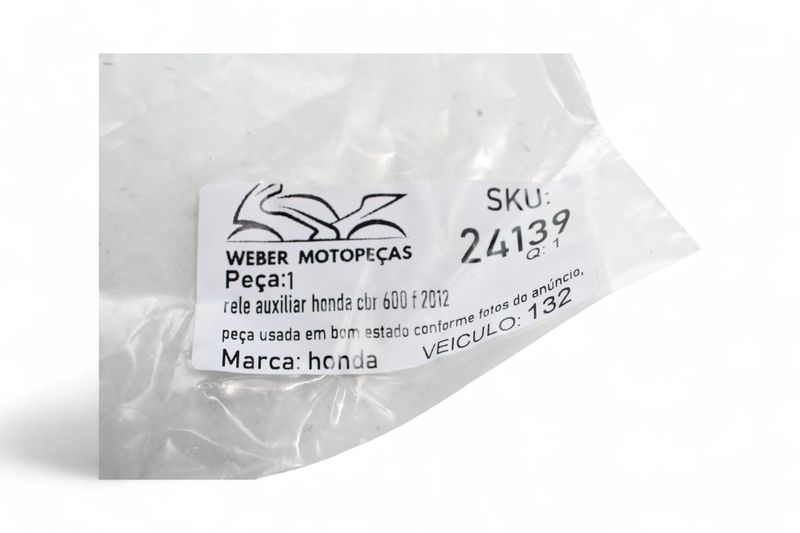 WEBER MOTOPEÇAS
SKU:
24139
Q: 1
Peça:1
rele auxiliar honda cbr 600 f 2012
peça usada em bom estado conforme fotos do anúncio,
Marca: honda
VEICULO: 132